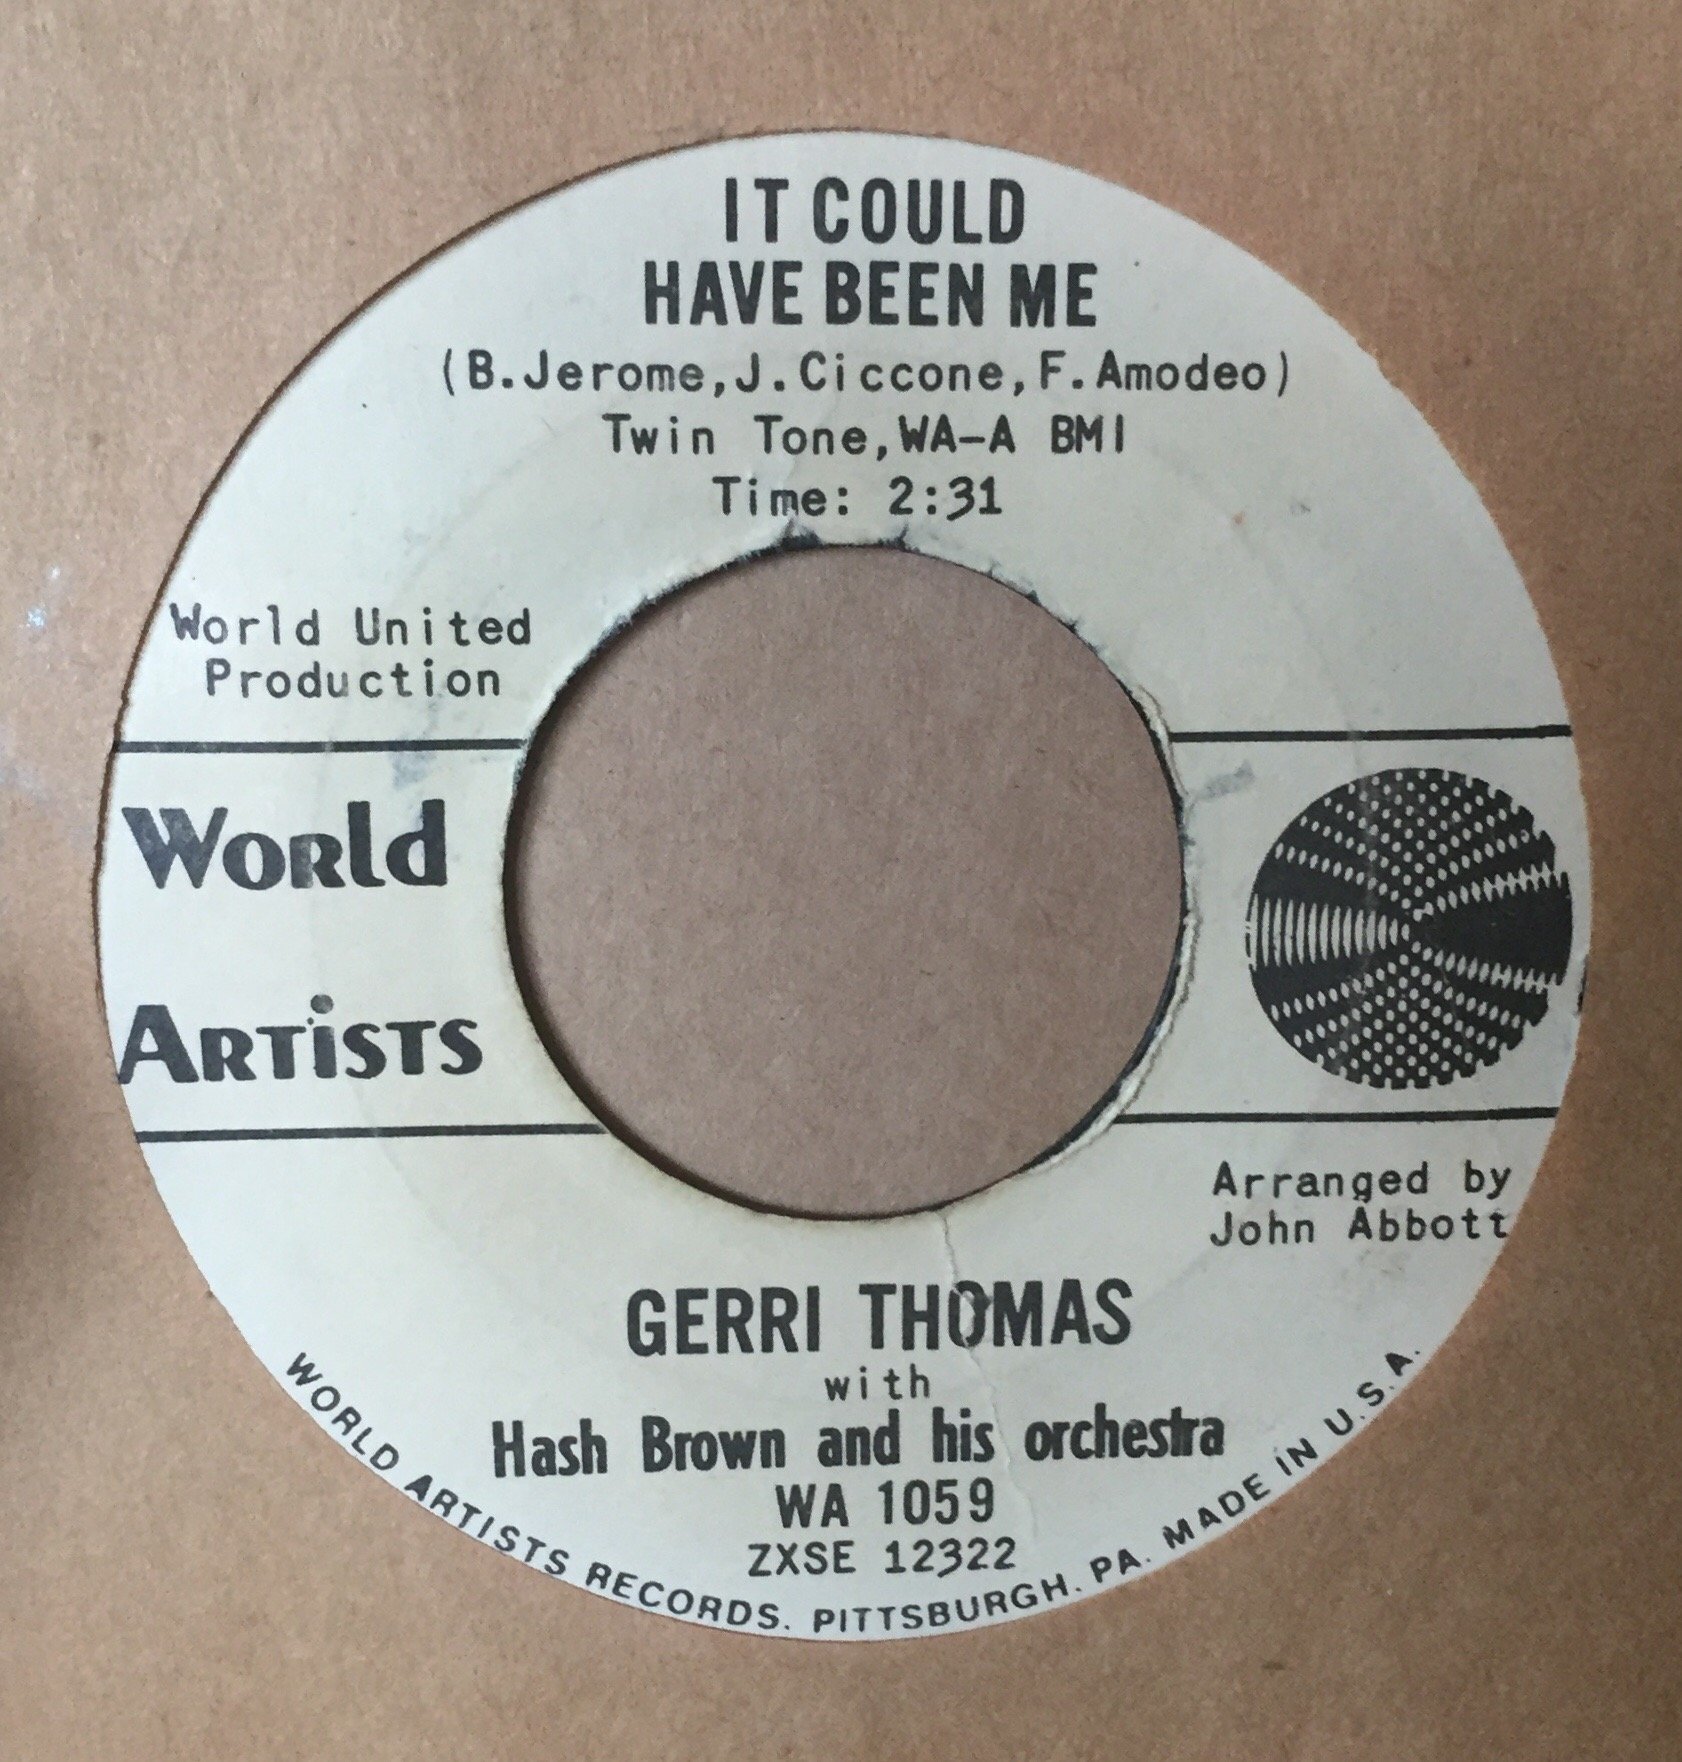 IT COULD
HAVE BEEN ME
(B.Jerome,J.Ciccone,F.Amodeo)
Twin Tone,WA-A BMI
Time: 2:31
World United
Production
World
Artists
Arranged by
John Abbott
GERRI THOMAS
with
Hash Brown and his orchestra
WA 1059
ZXSE 12322
WORLD ARTISTS RECORDS. PITTSBURGH. PA. MADE IN U.S.A.